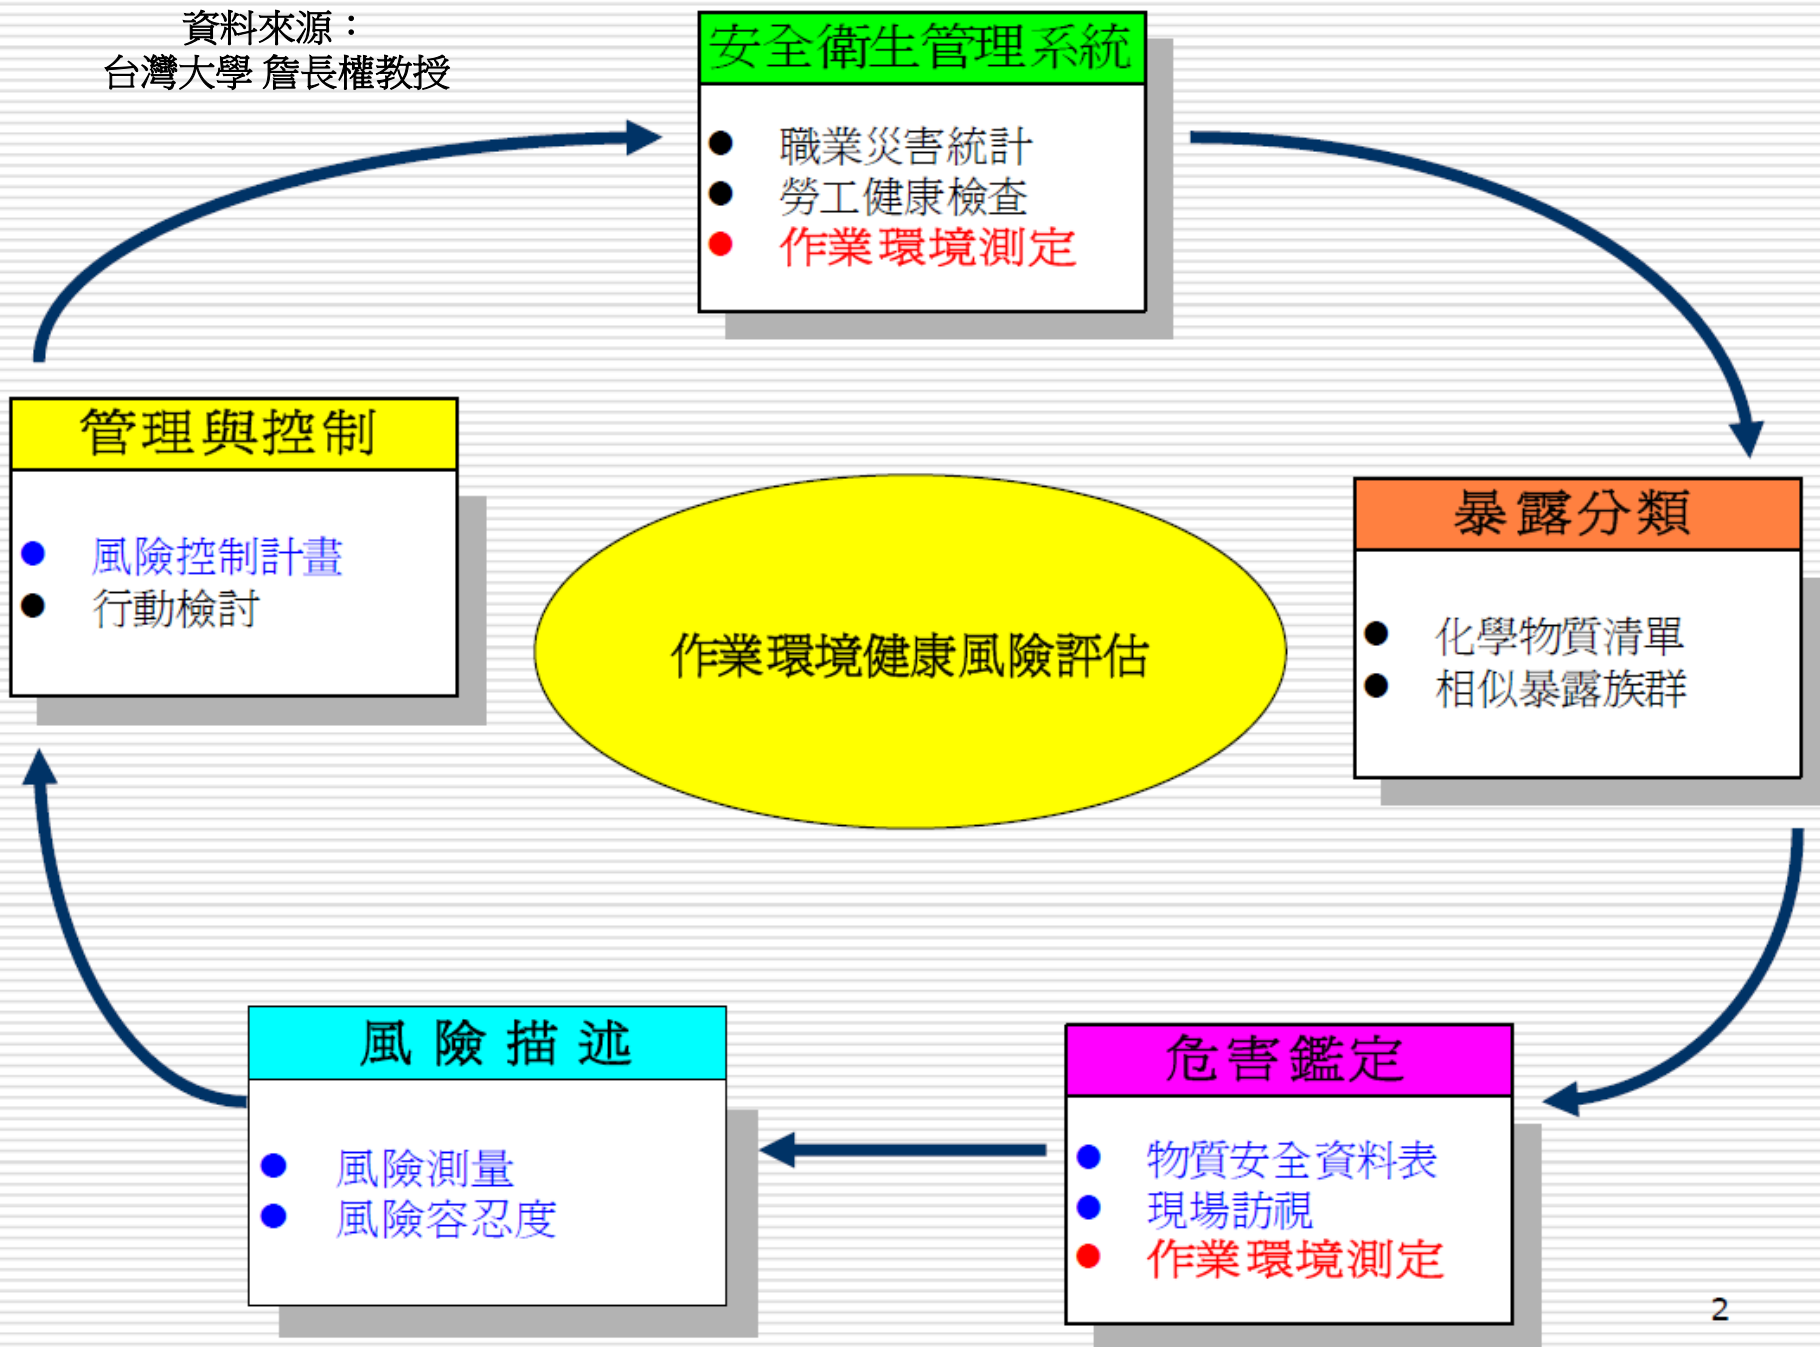 資料來源：
台灣大學 詹長權教授
安全衛生管理系統
● 職業災害統計
● 勞工健康檢查
● 作業環境測定
管理與控制
● 風險控制計畫
● 行動檢討
暴露分類
● 化學物質清單
● 相似暴露族群
作業環境健康風險評估
風險描述
● 風險測量
● 風險容忍度
危害鑑定
● 物質安全資料表
● 現場訪視
● 作業環境測定
2